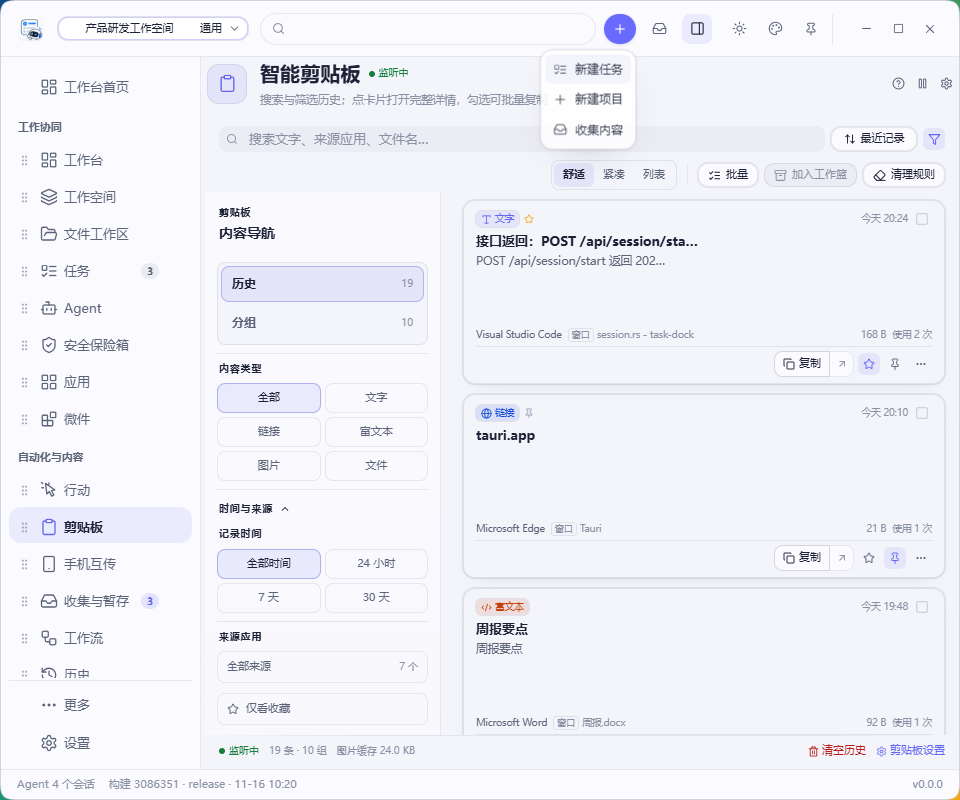 产品研发工作空间 通用
新建任务
新建项目
收集内容
工作台首页
工作协同
工作台
工作空间
文件工作区
任务 3
Agent
安全保险箱
应用
微件
自动化与内容
行动
剪贴板
手机互传
收集与暂存 3
工作流
历史
更多
设置
智能剪贴板 监听中
搜索与筛选历史；点卡片打开完整详情，勾选可批量复制
搜索文字、来源应用、文件名...
最近记录
舒适 紧凑 列表 批量 加入工作篮 清理规则
剪贴板
内容导航
历史 19
分组 10
内容类型
全部 文字
链接 富文本
图片 文件
时间与来源
记录时间
全部时间 24 小时
7 天 30 天
来源应用
全部来源 7 个
仅看收藏
文字 今天 20:24
接口返回：POST /api/session/sta...
POST /api/session/start 返回 202...
Visual Studio Code 窗口 session.rs - task-dock 168 B 使用 2 次
复制
链接 今天 20:10
tauri.app
Microsoft Edge 窗口 Tauri 21 B 使用 1 次
复制
富文本 今天 19:48
周报要点
周报要点
Microsoft Word 窗口 周报.docx 92 B 使用 1 次
监听中 19 条 · 10 组 图片缓存 24.0 KB 清空历史 剪贴板设置
Agent 4 个会话 构建 3086351 · release · 11-16 10:20 v0.0.0